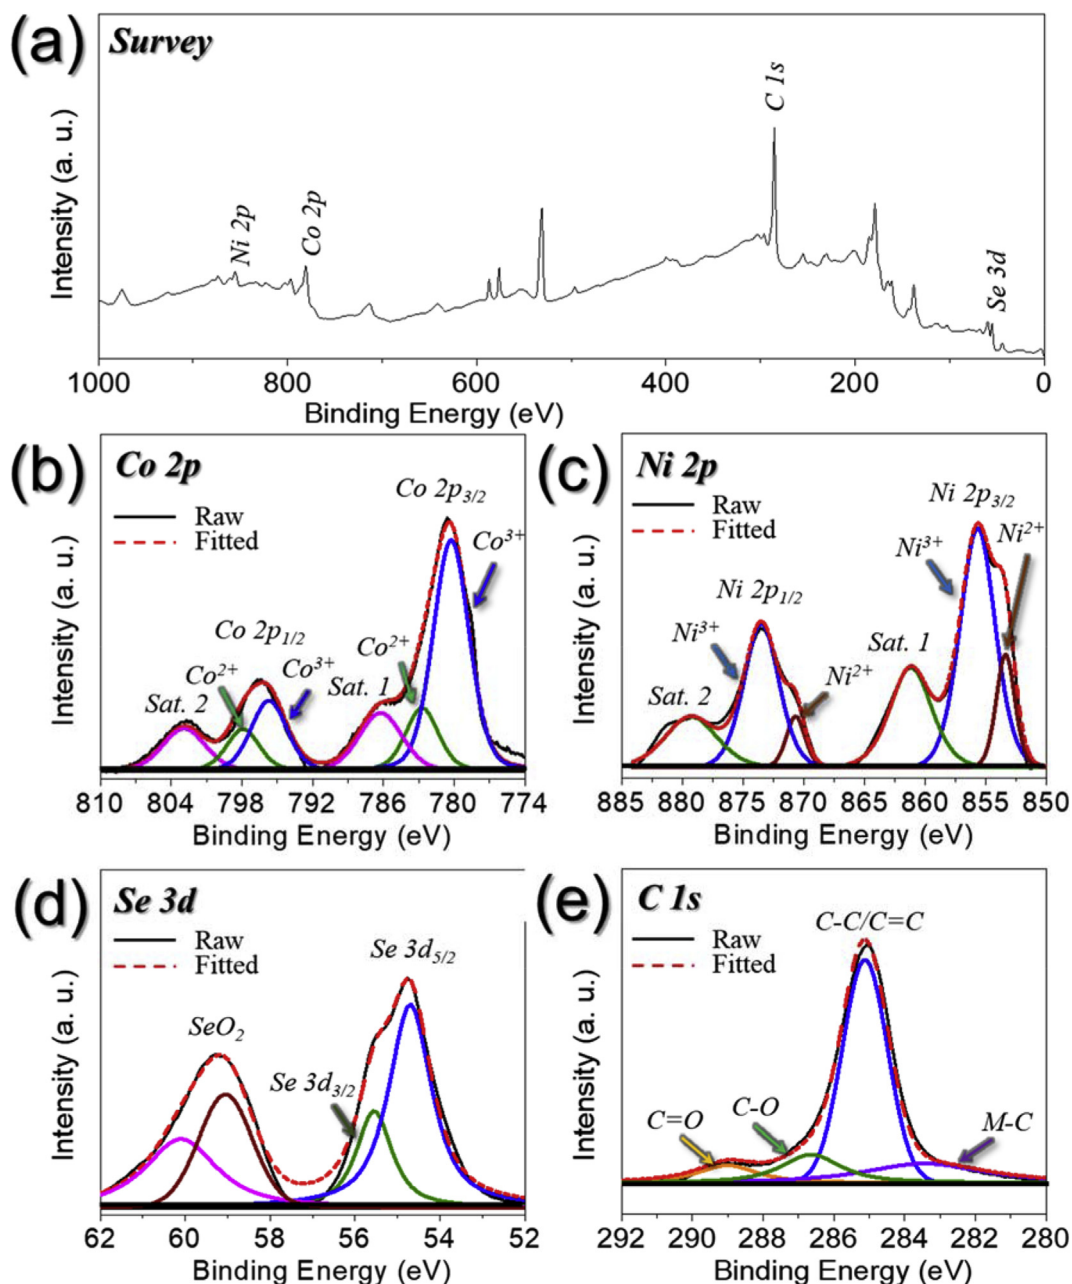 (a) Survey
Intensity (a. u.)
Ni 2p
Co 2p
C 1s
Se 3d
1000 800 600 400 200 0
Binding Energy (eV)
(b) Co 2p
Raw
Fitted
Co 2p3/2
Co3+
Co 2p1/2
Co2+
Co3+
Co2+
Sat. 2
Sat. 1
Intensity (a. u.)
810 804 798 792 786 780 774
Binding Energy (eV)
(c) Ni 2p
Raw
Fitted
Ni 2p3/2
Ni2+
Ni3+
Ni 2p1/2
Ni3+
Sat. 1
Ni2+
Sat. 2
Intensity (a. u.)
885 880 875 870 865 860 855 850
Binding Energy (eV)
(d) Se 3d
Raw
Fitted
Se 3d5/2
SeO2
Se 3d3/2
Intensity (a. u.)
62 60 58 56 54 52
Binding Energy (eV)
(e) C 1s
Raw
Fitted
C-C/C=C
C=O
C-O
M-C
Intensity (a. u.)
292 290 288 286 284 282 280
Binding Energy (eV)